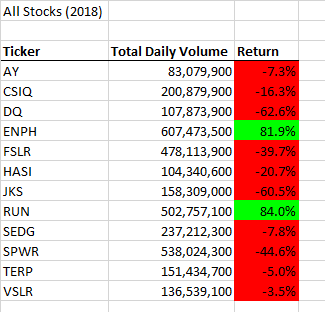 All Stocks (2018)
Ticker Total Daily Volume Return
AY 83,079,900 -7.3%
CSIQ 200,879,900 -16.3%
DQ 107,873,900 -62.6%
ENPH 607,473,500 81.9%
FSLR 478,113,900 -39.7%
HASI 104,340,600 -20.7%
JKS 158,309,000 -60.5%
RUN 502,757,100 84.0%
SEDG 237,212,300 -7.8%
SPWR 538,024,300 -44.6%
TERP 151,434,700 -5.0%
VSLR 136,539,100 -3.5%